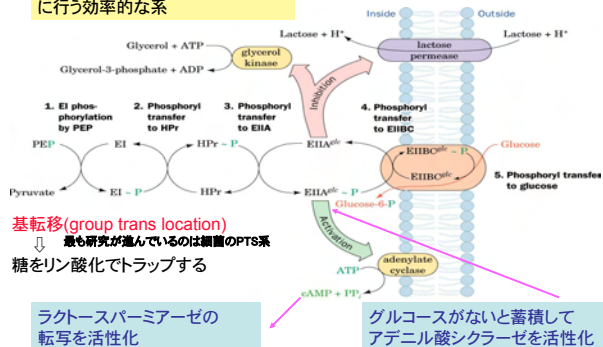 に行う効率的な系
Inside
Outside
Glycerol + ATP
Glycerol-3-phosphate + ADP
glycerol
kinase
Lactose + H⁺
Lactose + H⁺
lactose
permease
Inhibition
1. EI phos-
phorylation
by PEP
2. Phosphoryl
transfer
to HPr
3. Phosphoryl
transfer
to EIIA
4. Phosphoryl
transfer
to EIIBC
PEP
EI
HPr ~ P
EIIAglc
EIIBCglc ~ P
Glucose
EIIBCglc
5. Phosphoryl transfer
to glucose
Pyruvate
EI ~ P
HPr
EIIAglc ~ P
Glucose-6-P
基転移(group trans location)
⇩ 最も研究が進んでいるのは細菌のPTS系
糖をリン酸化でトラップする
Activation
ATP
adenylate
cyclase
cAMP + PPi
ラクトースパーミアーゼの
転写を活性化
グルコースがないと蓄積して
アデニル酸シクラーゼを活性化